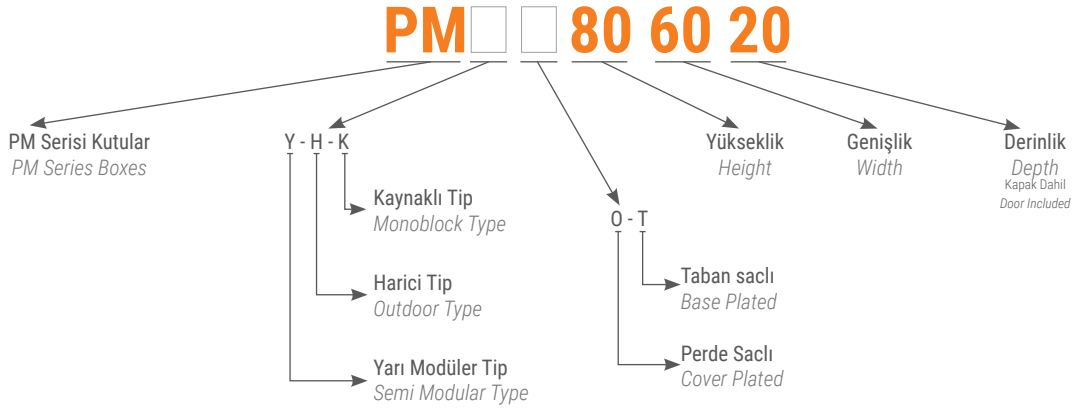 PM 80 60 20
PM Serisi Kutular
PM Series Boxes
Y - H - K
Kaynaklı Tip
Monoblock Type
Harici Tip
Outdoor Type
Yarı Modüler Tip
Semi Modular Type
O - T
Taban saclı
Base Plated
Perde Saclı
Cover Plated
Yükseklik
Height
Genişlik
Width
Derinlik
Depth
Kapak Dahil
Door Included